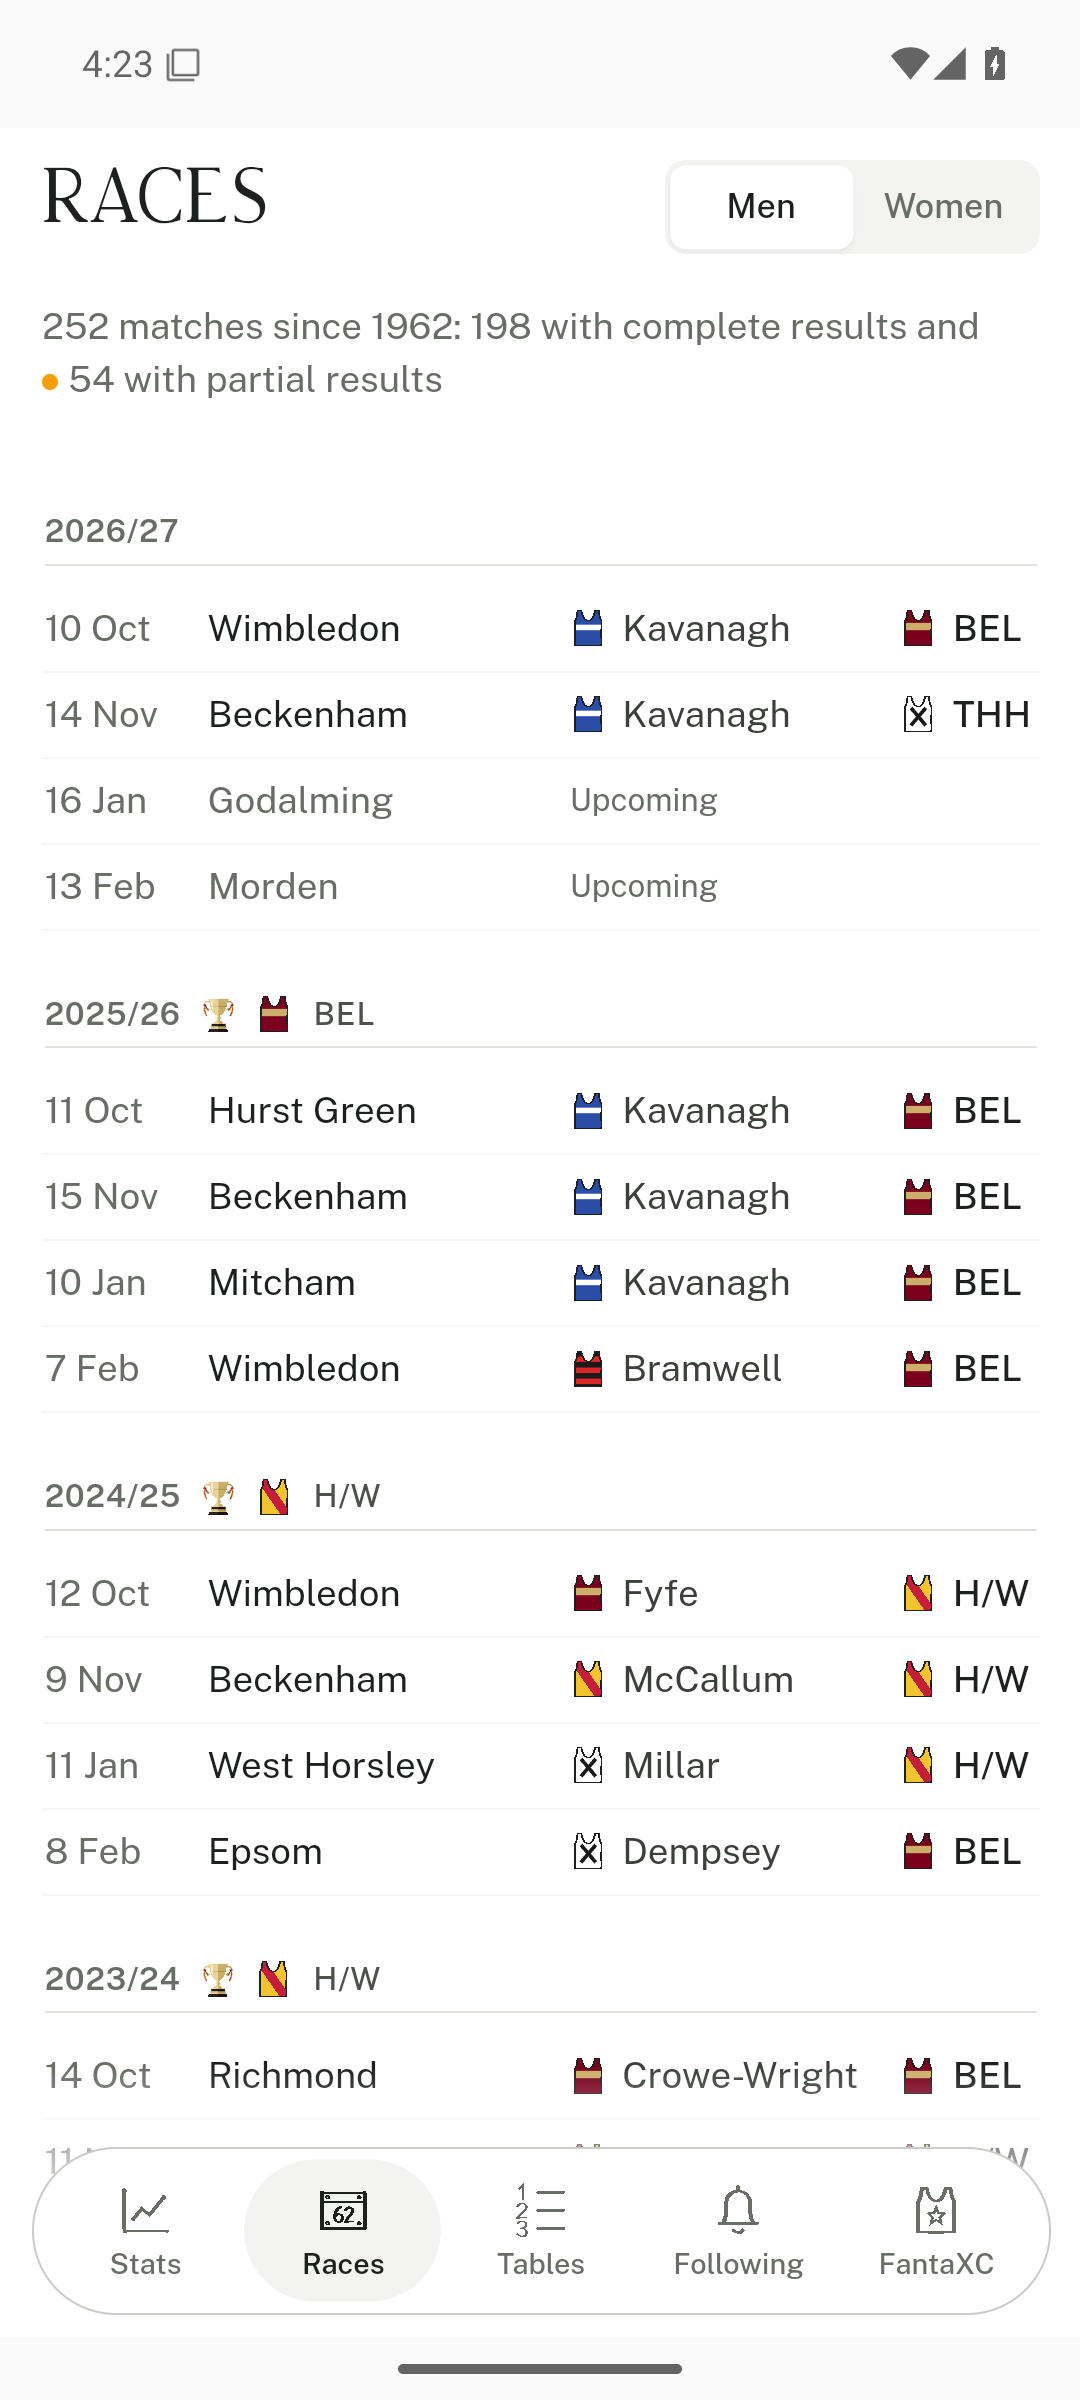 4:23
RACES
Men
Women
252 matches since 1962: 198 with complete results and
54 with partial results
2026/27
10 Oct Wimbledon Kavanagh BEL
14 Nov Beckenham Kavanagh THH
16 Jan Godalming Upcoming
13 Feb Morden Upcoming
2025/26 BEL
11 Oct Hurst Green Kavanagh BEL
15 Nov Beckenham Kavanagh BEL
10 Jan Mitcham Kavanagh BEL
7 Feb Wimbledon Bramwell BEL
2024/25 H/W
12 Oct Wimbledon Fyfe H/W
9 Nov Beckenham McCallum H/W
11 Jan West Horsley Millar H/W
8 Feb Epsom Dempsey BEL
2023/24 H/W
14 Oct Richmond Crowe-Wright BEL
62
1
2
3
Stats Races Tables Following FantaXC